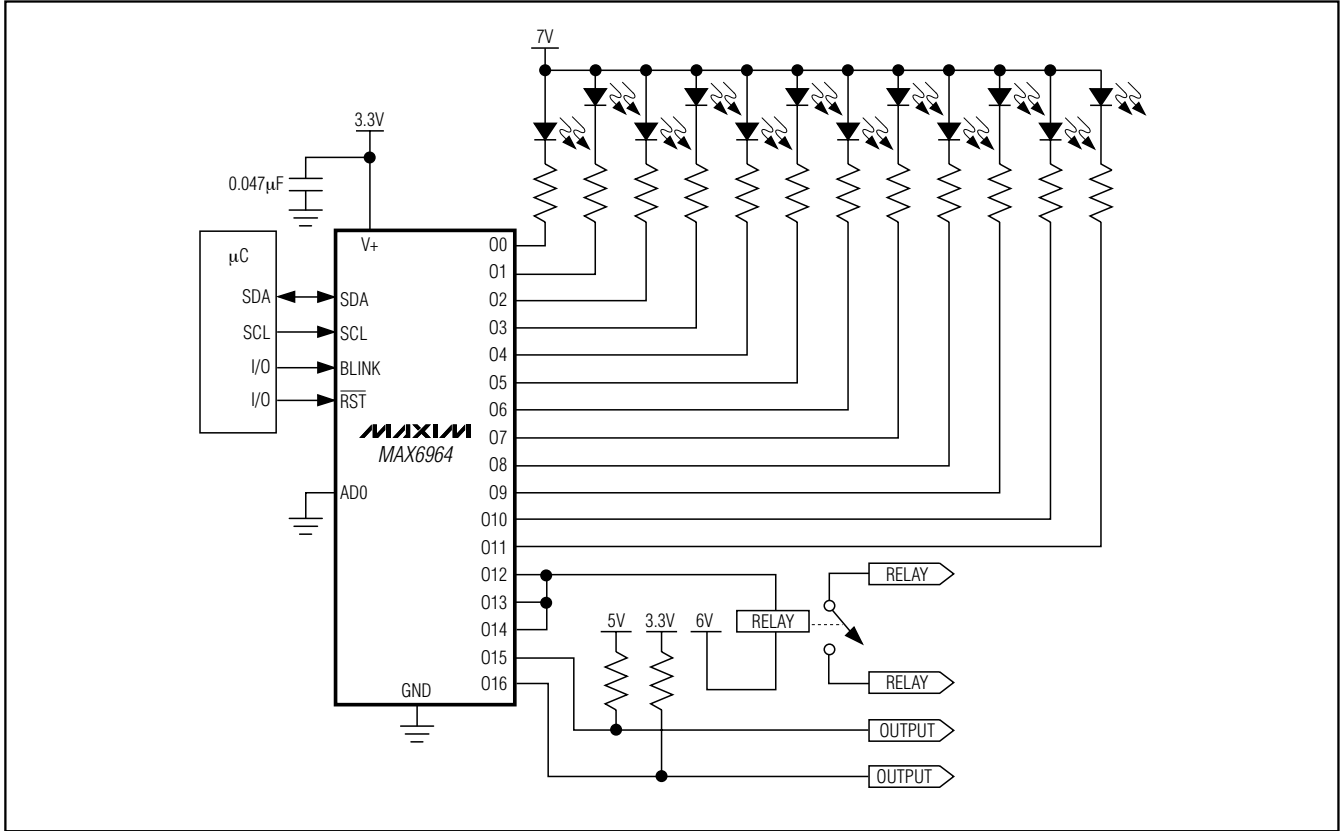 7V
3.3V
0.047µF
µC
SDA
SCL
I/O
I/O
V+
SDA
SCL
BLINK
RST
AD0
GND
MAXIM
MAX6964
O0
O1
O2
O3
O4
O5
O6
O7
O8
O9
O10
O11
O12
O13
O14
O15
O16
5V
3.3V
6V
RELAY
RELAY
RELAY
OUTPUT
OUTPUT